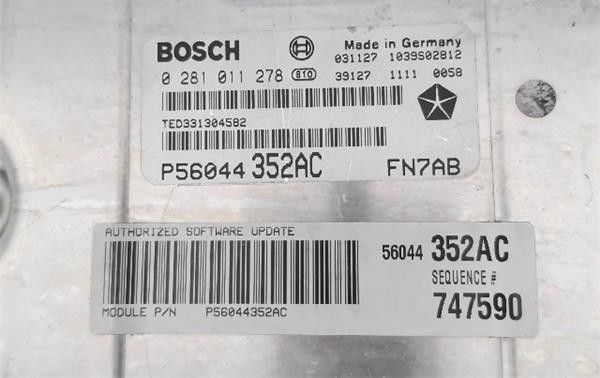 BOSCH Made in Germany
031127 1039S02812
0 281 011 278 810 39127 1111 0058
TED331304582
P56044 352AC FN7AB
AUTHORIZED SOFTWARE UPDATE
56044 352AC
SEQUENCE #
747590
MODULE P/N P56044352AC